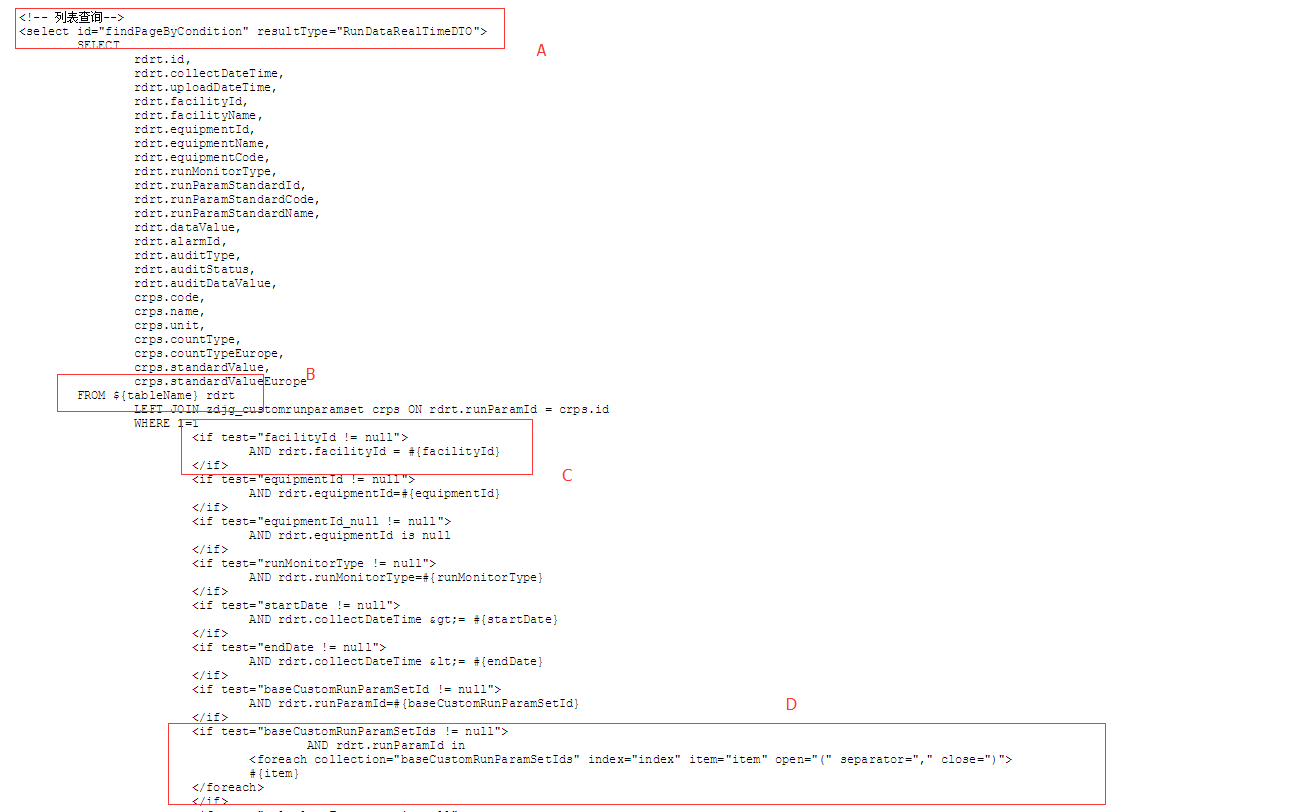 <!-- 列表查询-->
<select id="findPageByCondition" resultType="RunDataRealTimeDTO">
SELECT
A
rdrt.id,
rdrt.collectDateTime,
rdrt.uploadDateTime,
rdrt.facilityId,
rdrt.facilityName,
rdrt.equipmentId,
rdrt.equipmentName,
rdrt.equipmentCode,
rdrt.runMonitorType,
rdrt.runParamStandardId,
rdrt.runParamStandardCode,
rdrt.runParamStandardName,
rdrt.dataValue,
rdrt.alarmId,
rdrt.auditType,
rdrt.auditStatus,
rdrt.auditDataValue,
crps.code,
crps.name,
crps.unit,
crps.countType,
crps.countTypeEurope,
crps.standardValue,
B
crps.standardValueEurope
FROM ${tableName} rdrt
LEFT JOIN zdjg_customrunparamset crps ON rdrt.runParamId = crps.id
WHERE 1=1
<if test="facilityId != null">
AND rdrt.facilityId = #{facilityId}
</if>
C
<if test="equipmentId != null">
AND rdrt.equipmentId=#{equipmentId}
</if>
<if test="equipmentId_null != null">
AND rdrt.equipmentId is null
</if>
<if test="runMonitorType != null">
AND rdrt.runMonitorType=#{runMonitorType}
</if>
<if test="startDate != null">
AND rdrt.collectDateTime &gt;= #{startDate}
</if>
<if test="endDate != null">
AND rdrt.collectDateTime &lt;= #{endDate}
</if>
<if test="baseCustomRunParamSetId != null">
AND rdrt.runParamId=#{baseCustomRunParamSetId}
D
</if>
<if test="baseCustomRunParamSetIds != null">
AND rdrt.runParamId in
<foreach collection="baseCustomRunParamSetIds" index="index" item="item" open="(" separator="," close=")">
#{item}
</foreach>
</if>